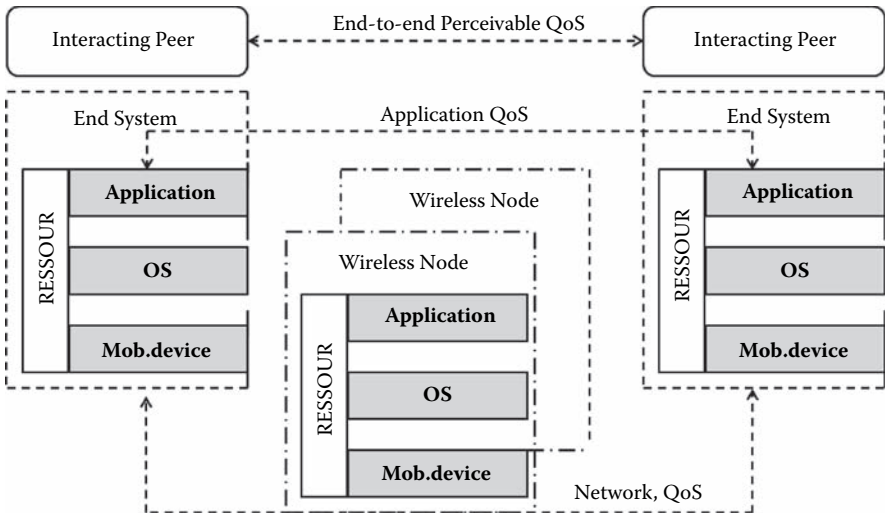 Interacting Peer
End-to-end Perceivable QoS
Interacting Peer
End System
Application QoS
End System
RESSOUR
Application
OS
Mob.device
Wireless Node
Wireless Node
RESSOUR
Application
OS
Mob.device
RESSOUR
Application
OS
Mob.device
Network, QoS